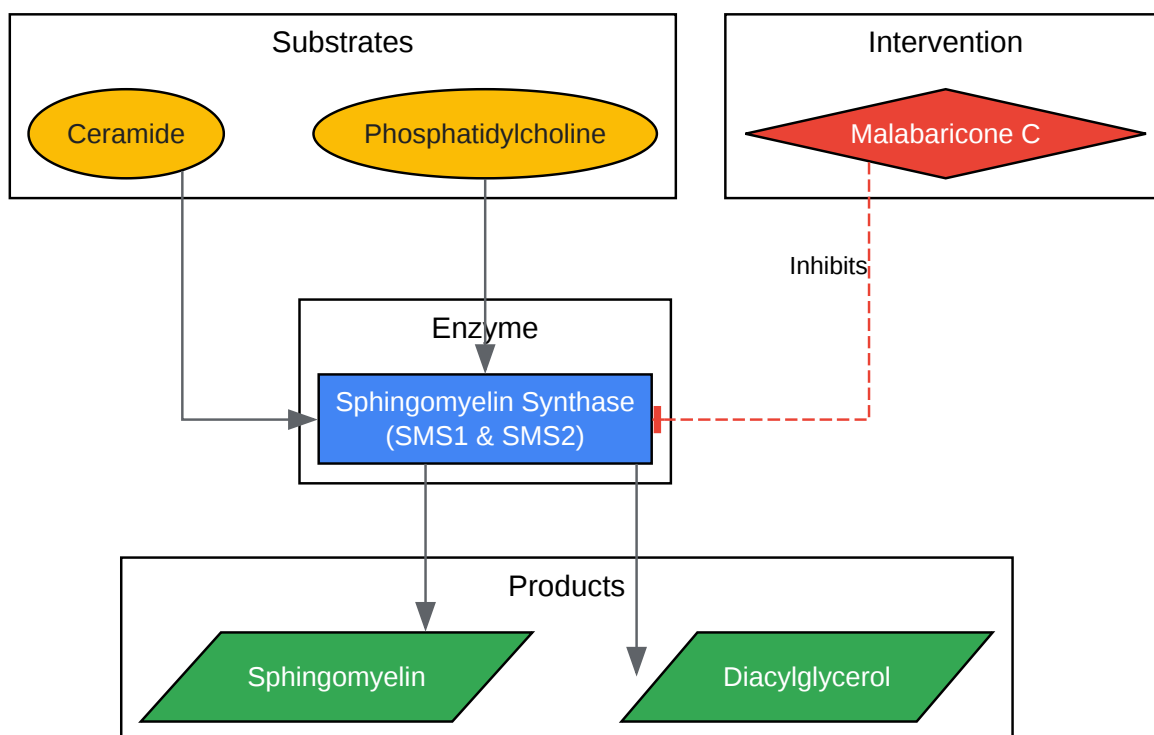 Substrates
Intervention
Ceramide
Phosphatidylcholine
Malabaricone C
Inhibits
Enzyme
Sphingomyelin Synthase
(SMS1 & SMS2)
Products
Sphingomyelin
Diacylglycerol